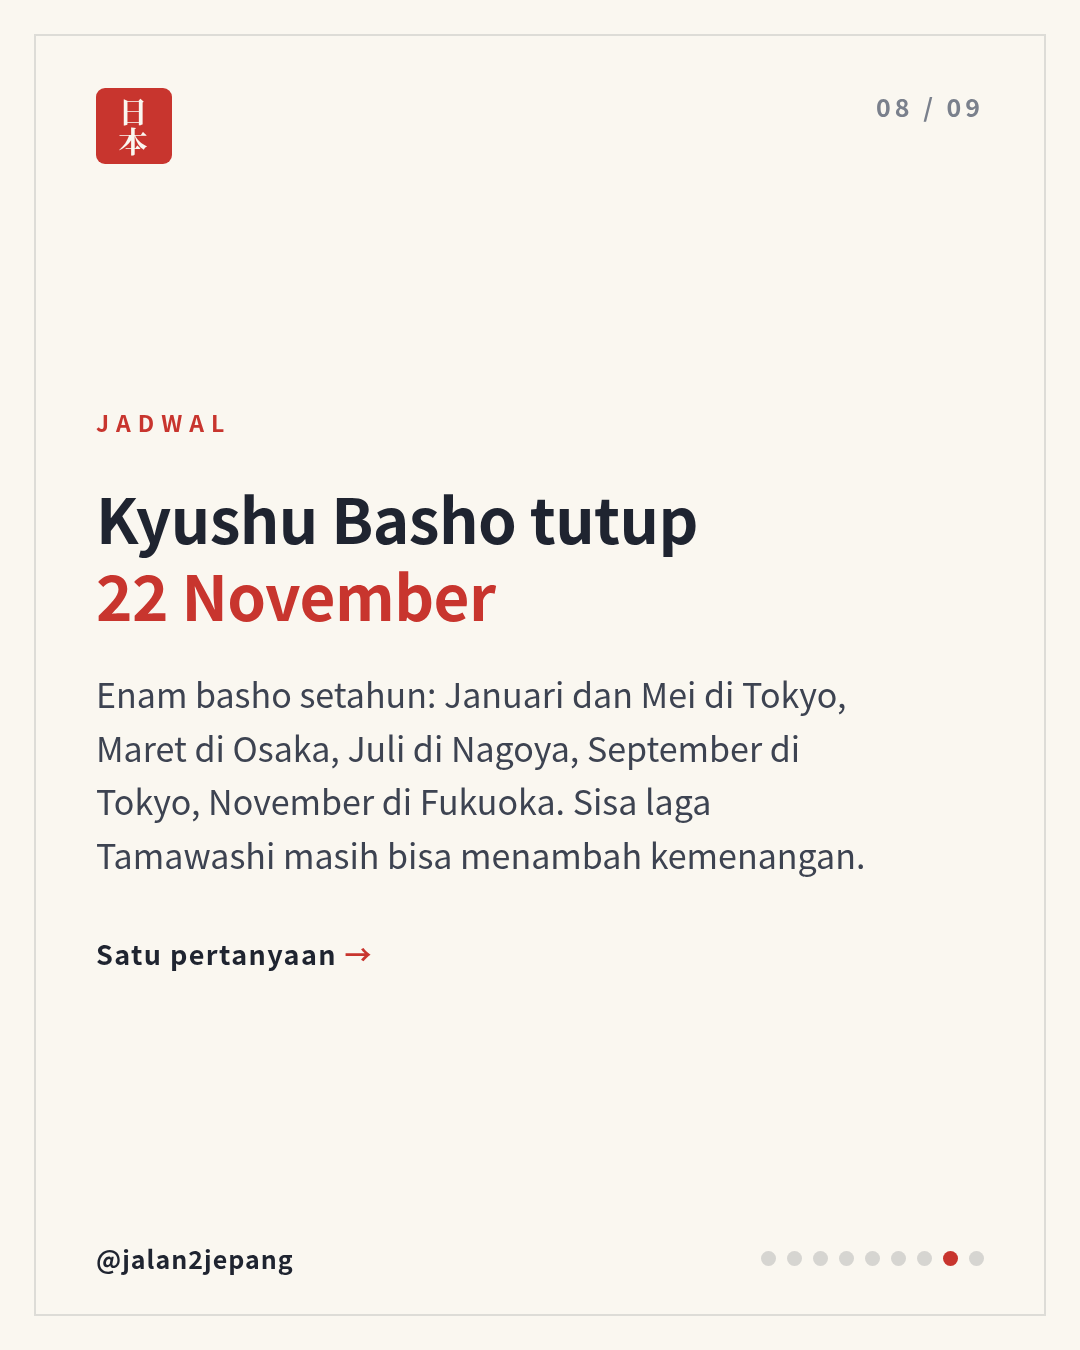 日本
08 / 09
JADWAL
Kyushu Basho tutup
22 November
Enam basho setahun: Januari dan Mei di Tokyo,
Maret di Osaka, Juli di Nagoya, September di
Tokyo, November di Fukuoka. Sisa laga
Tamawashi masih bisa menambah kemenangan.
Satu pertanyaan →
@jalan2jepang